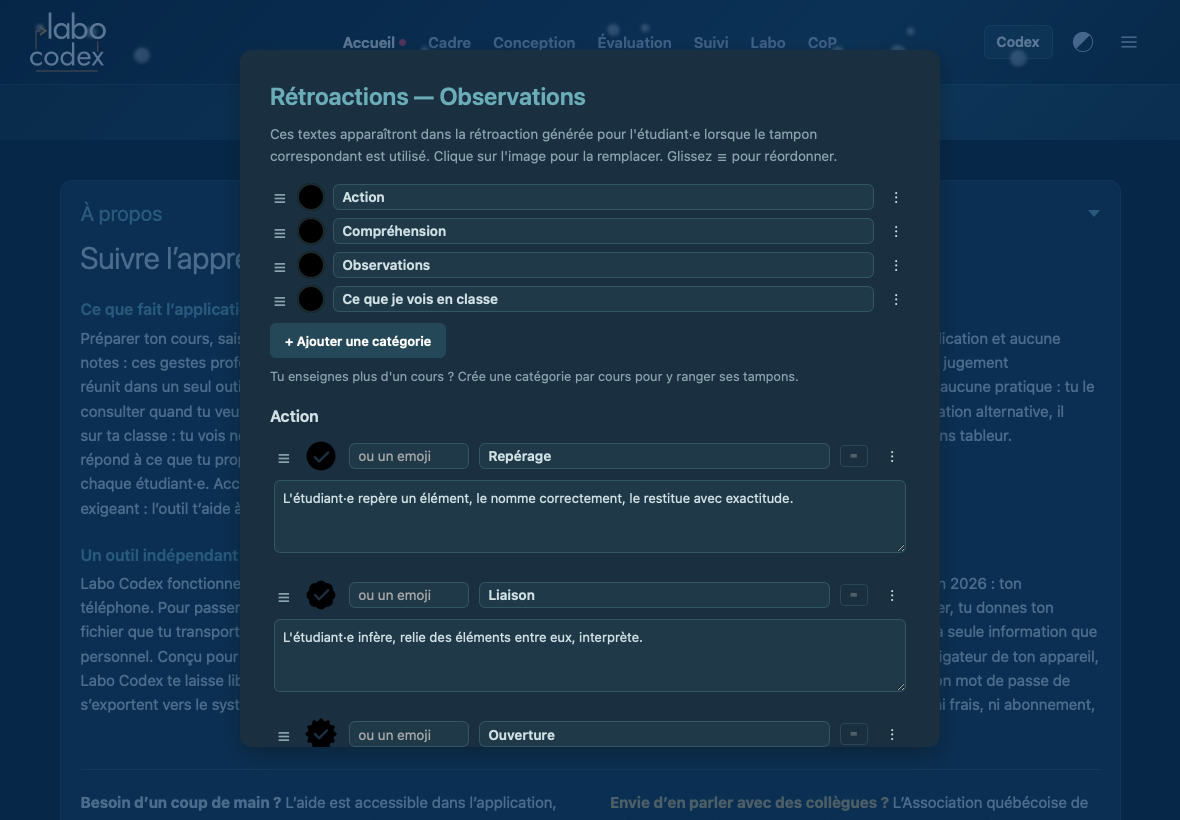 labo
codex
Accueil Cadre Conception Évaluation Suivi Labo CoP
Codex
Rétroactions — Observations
Ces textes apparaîtront dans la rétroaction générée pour l'étudiant·e lorsque le tampon
correspondant est utilisé. Clique sur l'image pour la remplacer. Glissez ≡ pour réordonner.
Action
Compréhension
Observations
Ce que je vois en classe
+ Ajouter une catégorie
Tu enseignes plus d'un cours ? Crée une catégorie par cours pour y ranger ses tampons.
Action
ou un emoji Repérage
L'étudiant·e repère un élément, le nomme correctement, le restitue avec exactitude.
ou un emoji Liaison
L'étudiant·e infère, relie des éléments entre eux, interprète.
ou un emoji Ouverture
À propos
Suivre l’appre
Ce que fait l’applicati
Préparer ton cours, sais
notes : ces gestes prof
réunit dans un seul outi
consulter quand tu veu
sur ta classe : tu vois n
répond à ce que tu prop
chaque étudiant·e. Acc
exigeant : l’outil t’aide à
lication et aucune
jugement
aucune pratique : tu le
ation alternative, il
ns tableur.
Un outil indépendant
Labo Codex fonctionne
téléphone. Pour passer
fichier que tu transport
personnel. Conçu pour
Labo Codex te laisse lib
s’exportent vers le syst
n 2026 : ton
er, tu donnes ton
a seule information que
igateur de ton appareil,
on mot de passe de
ni frais, ni abonnement,
Besoin d’un coup de main ? L’aide est accessible dans l’application,
Envie d’en parler avec des collègues ? L’Association québécoise de